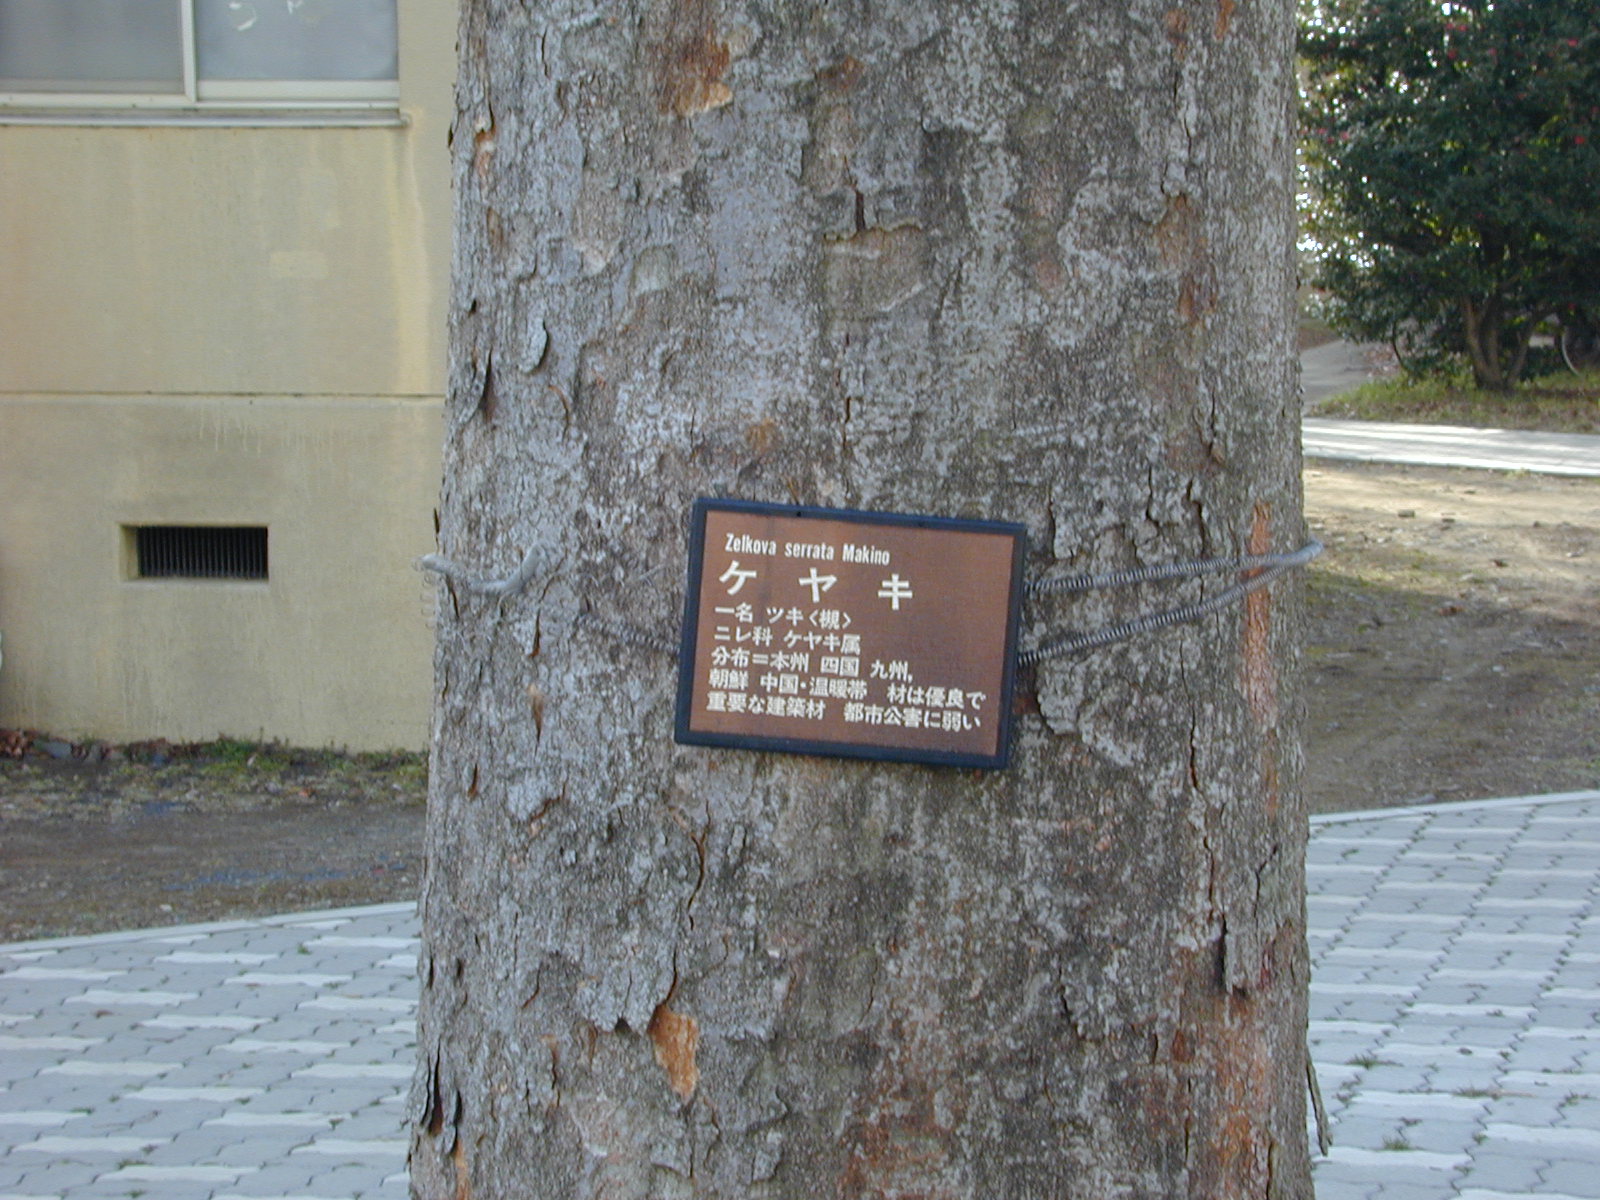 Zelkova serrata Makino
ケヤキ
一名 ツキ<槻>
ニレ科 ケヤキ属
分布＝本州 四国 九州,
朝鮮 中国・温暖帯 材は優良で
重要な建築材 都市公害に弱い